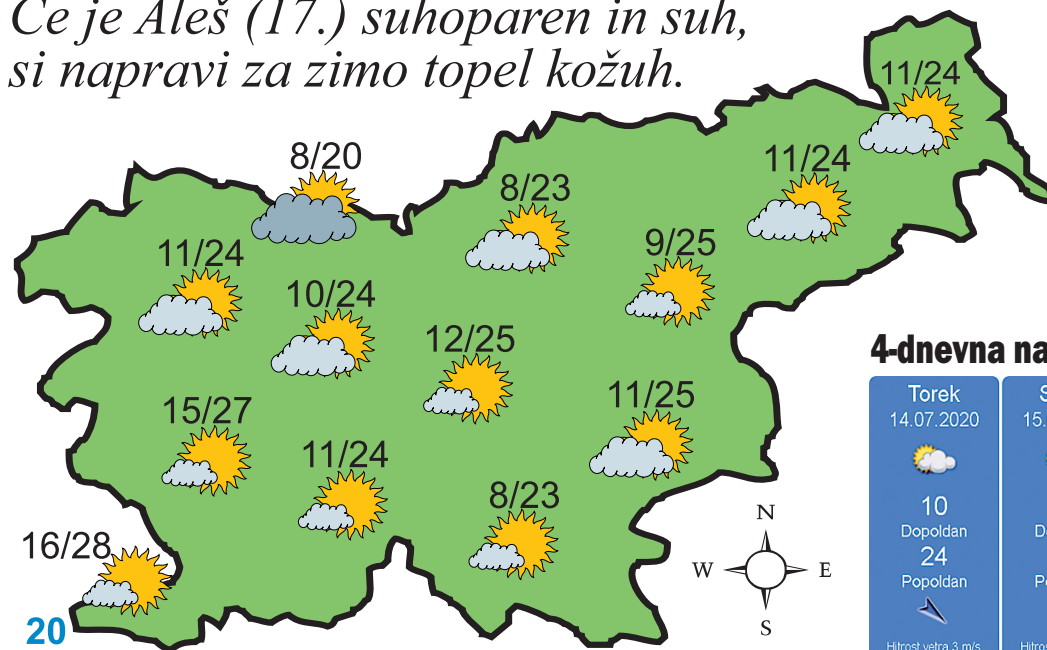 Če je Aleš (17.) suhoparen in suh,
si napravi za zimo topel kožuh.
11/24
8/20
11/24
8/23
9/25
11/24
10/24
12/25
11/25
15/27
11/24
8/23
16/28
20
N
W
E
S
4-dnevna na
Torek
14.07.2020
10
Dopoldan
24
Popoldan
Hitrost vetra 3 m/s
S
15.
D
P
Hitros